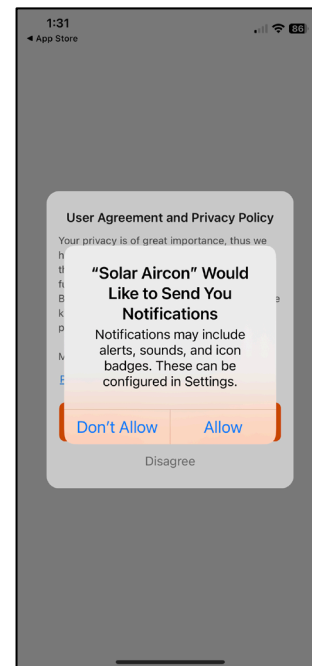 1:31
86
◀ App Store
User Agreement and Privacy Policy
Your privacy is of great importance, thus we
h
th
fu
B
k
p
M
“Solar Aircon” Would
Like to Send You
Notifications
Notifications may include
alerts, sounds, and icon
badges. These can be
configured in Settings.
Don’t Allow
Allow
Disagree